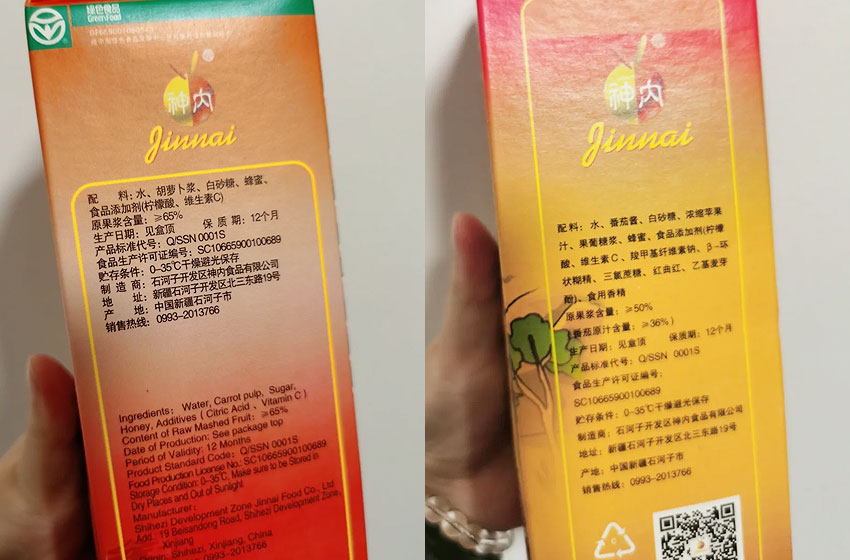 绿色食品
GreenFood
神内
Jinnai
配 料:水、胡萝卜浆、白砂糖、蜂蜜、
食品添加剂(柠檬酸、维生素C)
原果浆含量：≥65%
生产日期：见盒顶 保 质 期：12个月
产品标准代号：Q/SSN 0001S
食品生产许可证编号：SC10665900100689
贮存条件：0–35℃干燥避光保存
制 造 商：石河子开发区神内食品有限公司
地 址：新疆石河子开发区北三东路19号
产 地：中国新疆石河子市
销售热线：0993-2013766
Ingredients： Water, Carrot pulp, Sugar,
Honey, Additives ( Citric Acid 、Vitamin C )
Content of Raw Mashed Fruit：≥65%
Date of Production: See package top
Period of Validity: 12 Months
Product Standard Code：Q/SSN 0001S
Food Production License No.: SC10665900100689
Storage Condition: 0–35℃, Make sure to be Stored in
Dry Places and Out of Sunlight
Manufacturer：
Shihezi Development Zone Jinnai Food Co., Ltd
Add：19 Beisandong Road, Shihezi Development Zone,
Xinjiang
Origin: Shihezi, Xinjiang, China
0993-2013766
神内
Jinnai
配料：水、番茄酱、白砂糖、浓缩苹果
汁、果葡糖浆、蜂蜜、食品添加剂(柠檬
酸、维生素C、羧甲基纤维素钠、β-环
状糊精、三氯蔗糖、红曲红、乙基麦芽
酚)、食用香精
原果浆含量：≥50%
(番茄原汁含量：≥36%)
生产日期：见盒顶 保质期：12个月
产品标准代号：Q/SSN 0001S
食品生产许可证编号：
SC10665900100689
贮存条件：0-35℃干燥避光保存
制造商：石河子开发区神内食品有限公司
地址：新疆石河子开发区北三东路19号
产地：中国新疆石河子市
销售热线：0993-2013766